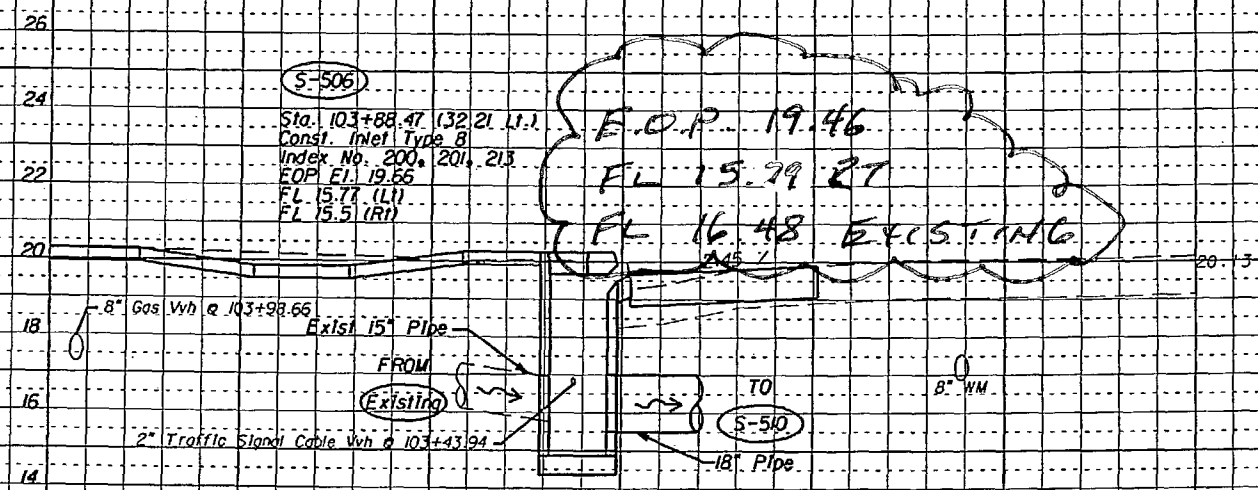 26
24
22
20
18
16
14
S-506
Sta. 103+88.47 (32.21 Lt.)
Const. Inlet Type 8
Index No. 200, 201, 213
EOP El. 19.66
FL 15.77 (Lt)
FL 15.5 (Rt)
E.O.P. 19.46
FL 15.79 RT
FL 16.48 EXISTING
20.13
8" Gas Vvh @ 103+98.66
Exist 15" Pipe
FROM
Existing
2" Traffic Signal Cable Vvh @ 103+43.94
TO
S-510
18" Pipe
8" WM